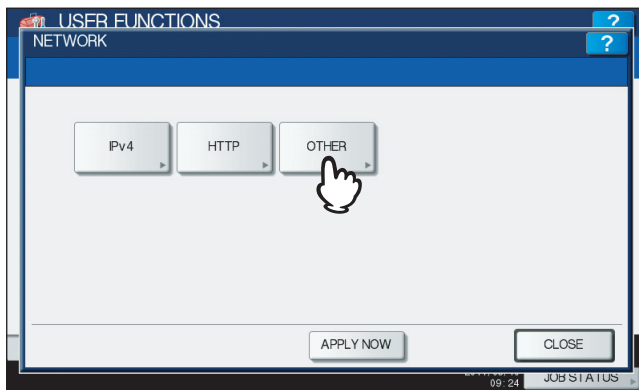 USER FUNCTIONS
?
NETWORK
?
IPv4
HTTP
OTHER
APPLY NOW
CLOSE
09:24
JOB STATUS